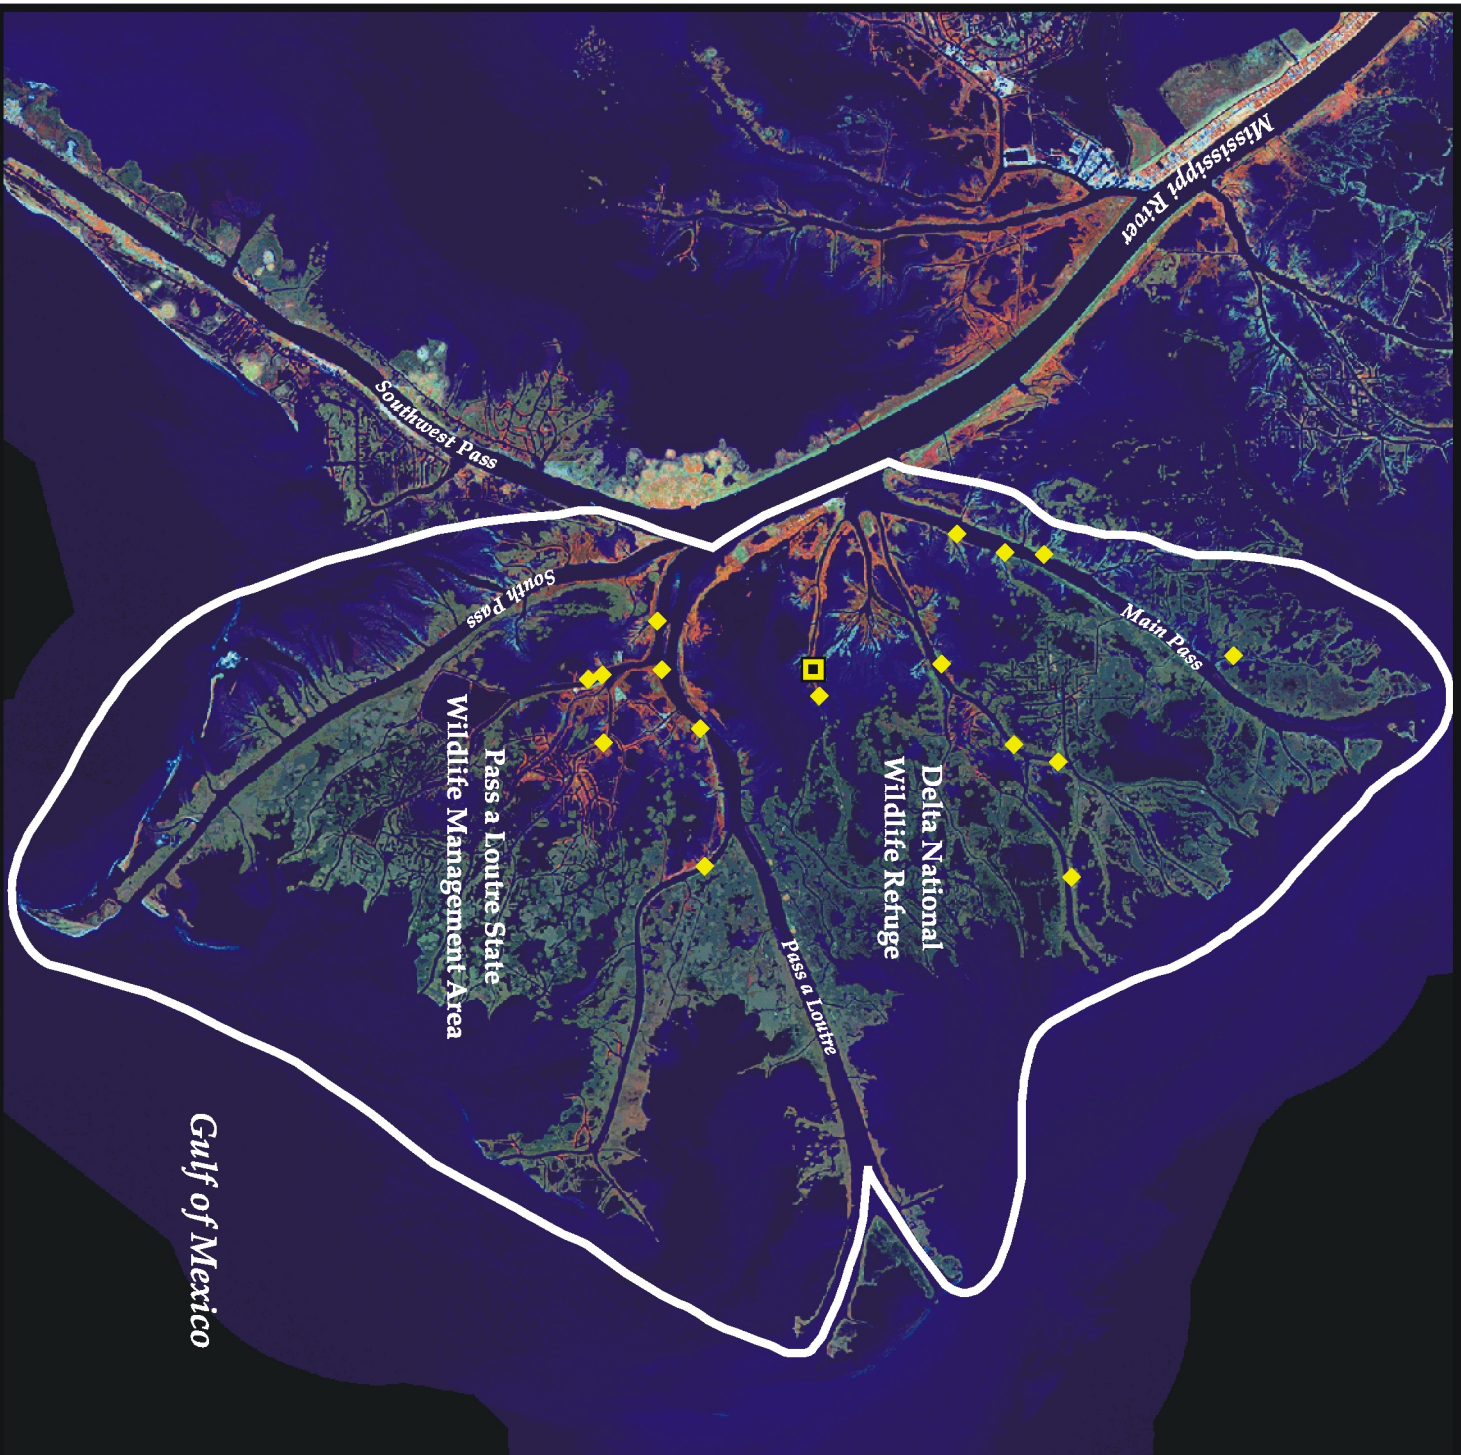 Mississippi River
Southwest Pass
South Pass
Main Pass
Delta National
Wildlife Refuge
Pass a Loutre State
Wildlife Management Area
Pass a Loutre
Gulf of Mexico